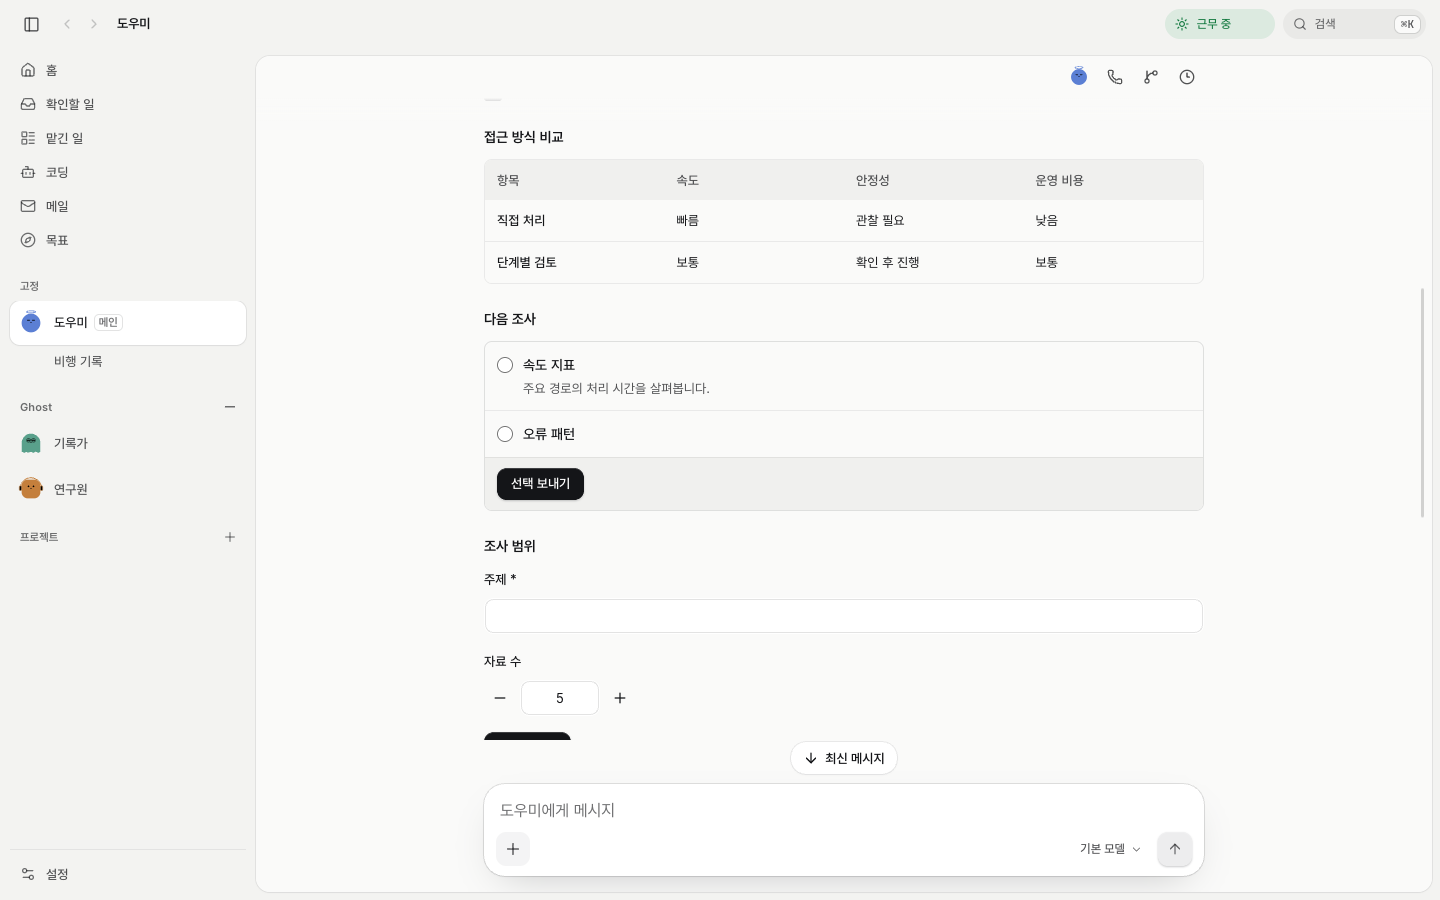 도우미
근무 중
검색
⌘K
홈
확인할 일
맡긴 일
코딩
메일
목표
고정
도우미 메인
비행 기록
Ghost
기록가
연구원
프로젝트
설정
접근 방식 비교
항목 속도 안정성 운영 비용
직접 처리 빠름 관찰 필요 낮음
단계별 검토 보통 확인 후 진행 보통
다음 조사
속도 지표
주요 경로의 처리 시간을 살펴봅니다.
오류 패턴
선택 보내기
조사 범위
주제 *
자료 수
5
최신 메시지
도우미에게 메시지
기본 모델